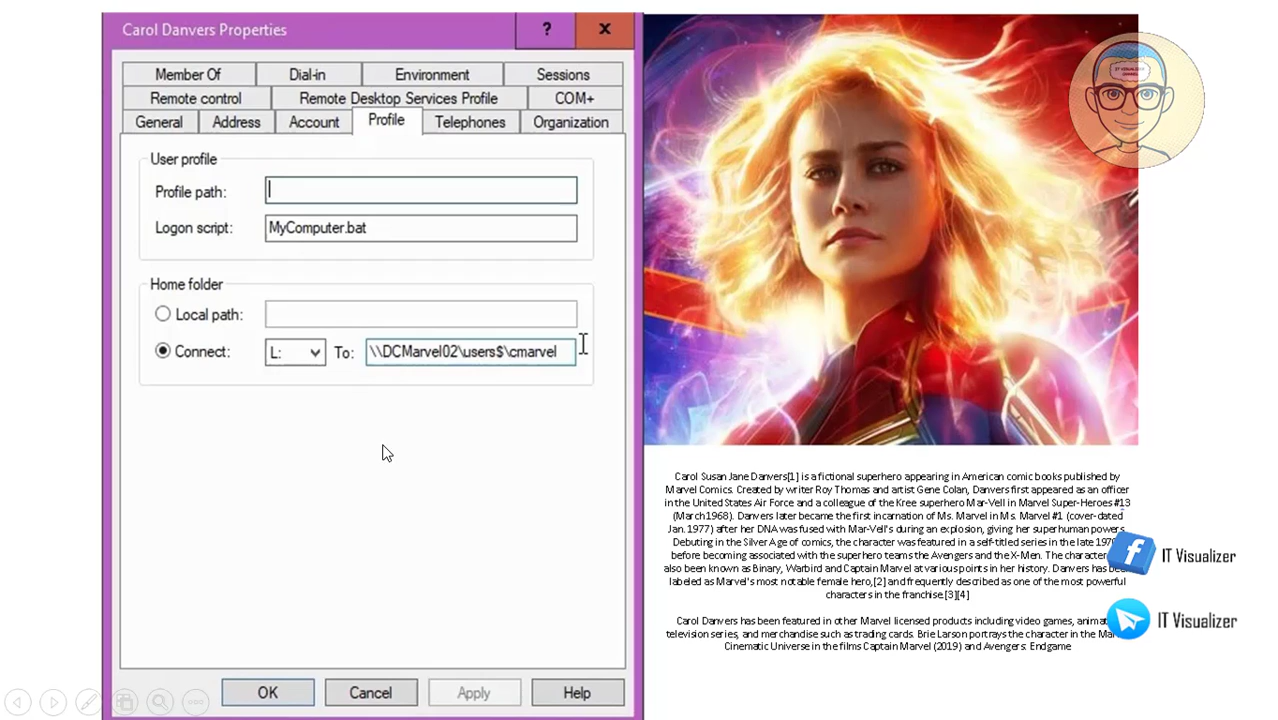 Carol Danvers Properties
?
X
Member Of
Dial-in
Environment
Sessions
Remote control
Remote Desktop Services Profile
COM+
General
Address
Account
Profile
Telephones
Organization
User profile
Profile path:
Logon script: MyComputer.bat
Home folder
Local path:
Connect: L: To: \\DCMarvel02\users$\cmarvel
OK
Cancel
Apply
Help
IT VISUALIZER
CHANNEL
Carol Susan Jane Danvers[1] is a fictional superhero appearing in American comic books published by
Marvel Comics. Created by writer Roy Thomas and artist Gene Colan, Danvers first appeared as an officer
in the United States Air Force and a colleague of the Kree superhero Mar-Vell in Marvel Super-Heroes #13
(March 1968). Danvers later became the first incarnation of Ms. Marvel in Ms. Marvel #1 (cover-dated
Jan. 1977) after her DNA was fused with Mar-Vell's during an explosion, giving her superhuman powers.
Debuting in the Silver Age of comics, the character was featured in a self-titled series in the late
before becoming associated with the superhero teams the Avengers and the X-Men. The character
also been known as Binary, Warbird and Captain Marvel at various points in her history. Danvers has been
labeled as Marvel's most notable female hero,[2] and frequently described as one of the most powerful
characters in the franchise.[3][4]
Carol Danvers has been featured in other Marvel licensed products including video games,
television series, and merchandise such as trading cards. Brie Larson portrays the character in the
Cinematic Universe in the films Captain Marvel (2019) and Avengers: Endgame
IT Visualizer
IT Visualizer